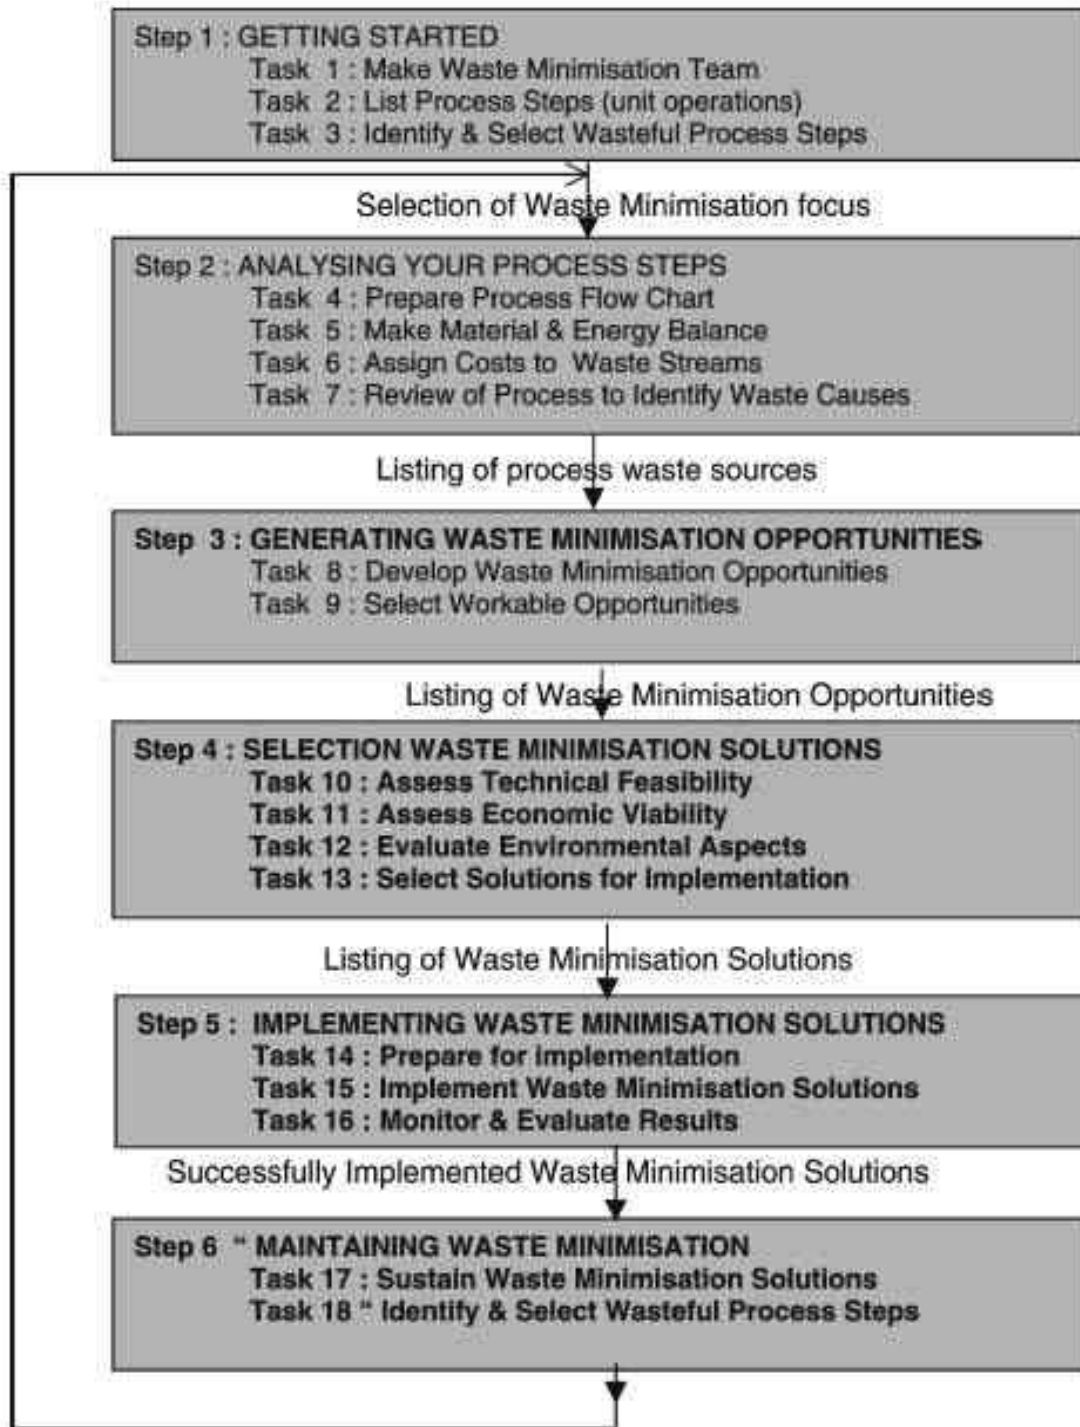 Step 1 : GETTING STARTED
Task 1 : Make Waste Minimisation Team
Task 2 : List Process Steps (unit operations)
Task 3 : Identify & Select Wasteful Process Steps
Selection of Waste Minimisation focus
Step 2 : ANALYSING YOUR PROCESS STEPS
Task 4 : Prepare Process Flow Chart
Task 5 : Make Material & Energy Balance
Task 6 : Assign Costs to Waste Streams
Task 7 : Review of Process to Identify Waste Causes
Listing of process waste sources
Step 3 : GENERATING WASTE MINIMISATION OPPORTUNITIES
Task 8 : Develop Waste Minimisation Opportunities
Task 9 : Select Workable Opportunities
Listing of Waste Minimisation Opportunities
Step 4 : SELECTION WASTE MINIMISATION SOLUTIONS
Task 10 : Assess Technical Feasibility
Task 11 : Assess Economic Viability
Task 12 : Evaluate Environmental Aspects
Task 13 : Select Solutions for Implementation
Listing of Waste Minimisation Solutions
Step 5 : IMPLEMENTING WASTE MINIMISATION SOLUTIONS
Task 14 : Prepare for implementation
Task 15 : Implement Waste Minimisation Solutions
Task 16 : Monitor & Evaluate Results
Successfully Implemented Waste Minimisation Solutions
Step 6 “ MAINTAINING WASTE MINIMISATION
Task 17 : Sustain Waste Minimisation Solutions
Task 18 “ Identify & Select Wasteful Process Steps